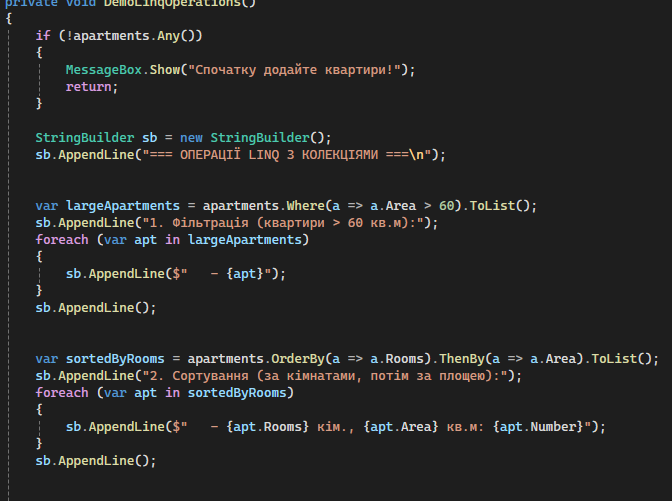 private void DemoLinqOperations()
{
if (!apartments.Any())
{
MessageBox.Show("Спочатку додайте квартири!");
return;
}
StringBuilder sb = new StringBuilder();
sb.AppendLine("=== ОПЕРАЦІЇ LINQ З КОЛЕКЦІЯМИ ===\n");
var largeApartments = apartments.Where(a => a.Area > 60).ToList();
sb.AppendLine("1. Фільтрація (квартири > 60 кв.м):");
foreach (var apt in largeApartments)
{
sb.AppendLine($"   - {apt}");
}
sb.AppendLine();
var sortedByRooms = apartments.OrderBy(a => a.Rooms).ThenBy(a => a.Area).ToList();
sb.AppendLine("2. Сортування (за кімнатами, потім за площею):");
foreach (var apt in sortedByRooms)
{
sb.AppendLine($"   - {apt.Rooms} кім., {apt.Area} кв.м: {apt.Number}");
}
sb.AppendLine();